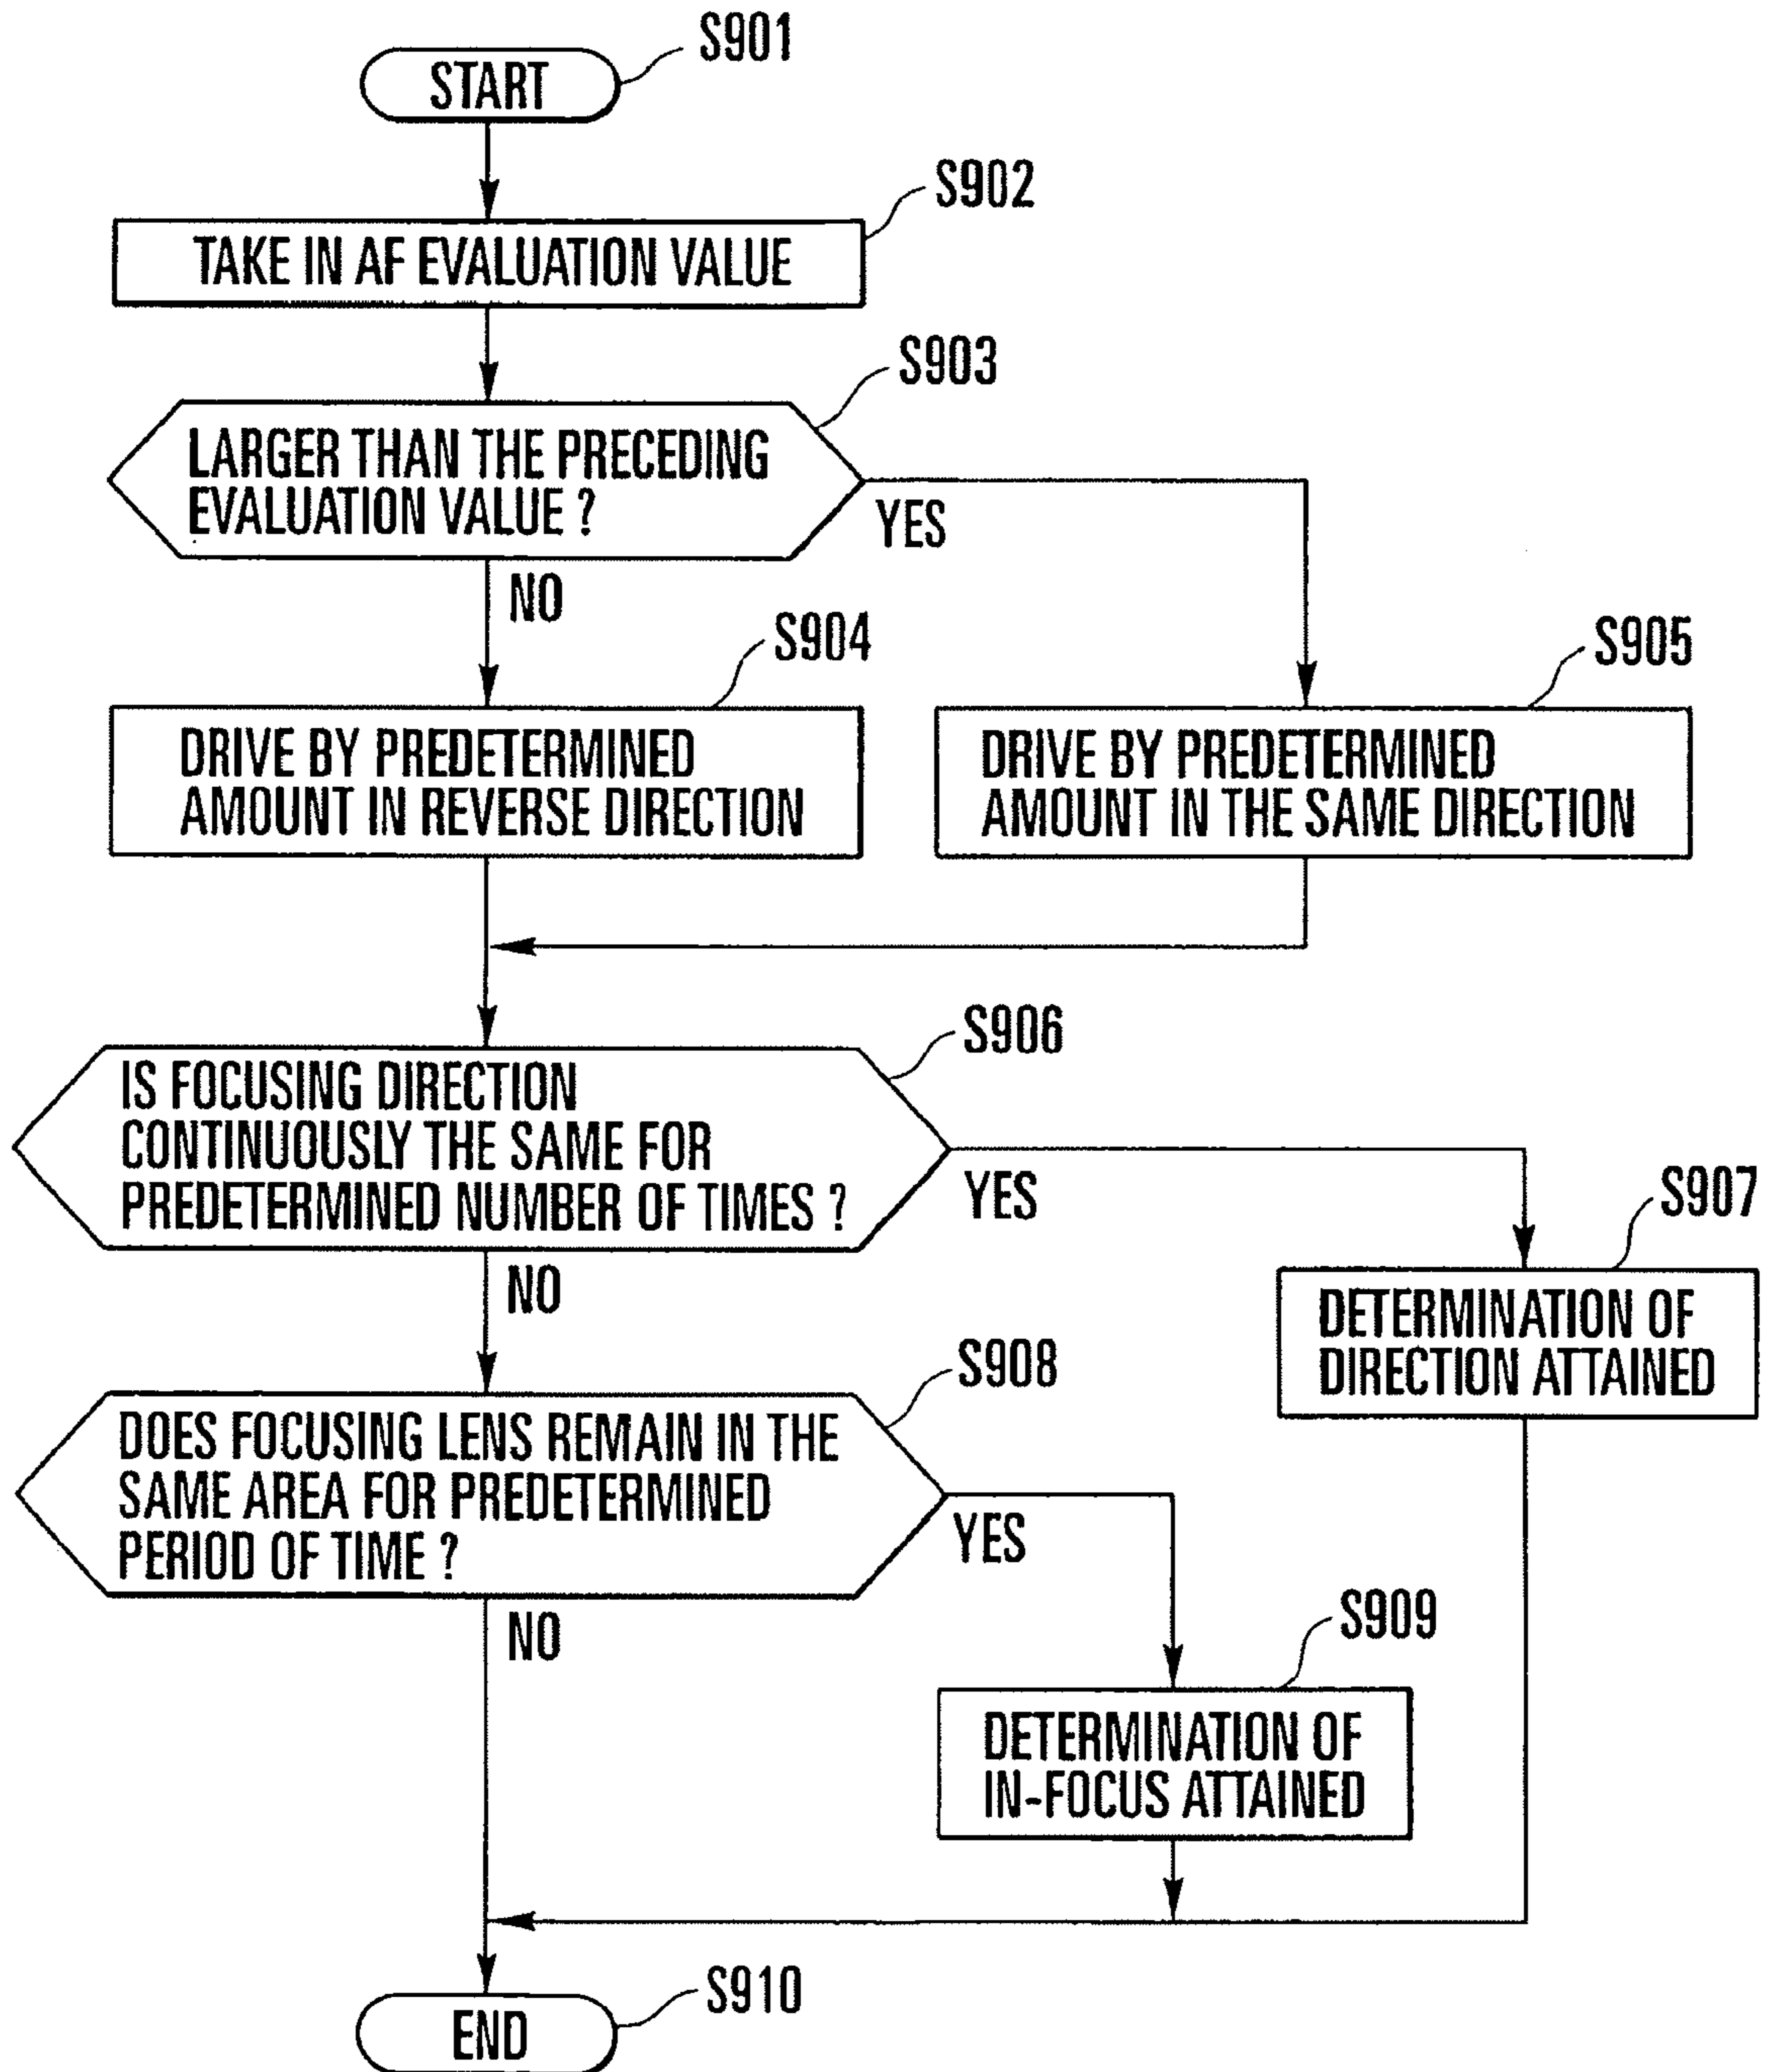 S901
START
S902
TAKE IN AF EVALUATION VALUE
S903
LARGER THAN THE PRECEDING
EVALUATION VALUE ?
YES
NO
S904
S905
DRIVE BY PREDETERMINED
AMOUNT IN REVERSE DIRECTION
DRIVE BY PREDETERMINED
AMOUNT IN THE SAME DIRECTION
S906
IS FOCUSING DIRECTION
CONTINUOUSLY THE SAME FOR
PREDETERMINED NUMBER OF TIMES ?
YES
NO
S907
DETERMINATION OF
DIRECTION ATTAINED
S908
DOES FOCUSING LENS REMAIN IN THE
SAME AREA FOR PREDETERMINED
PERIOD OF TIME ?
YES
NO
S909
DETERMINATION OF
IN-FOCUS ATTAINED
S910
END